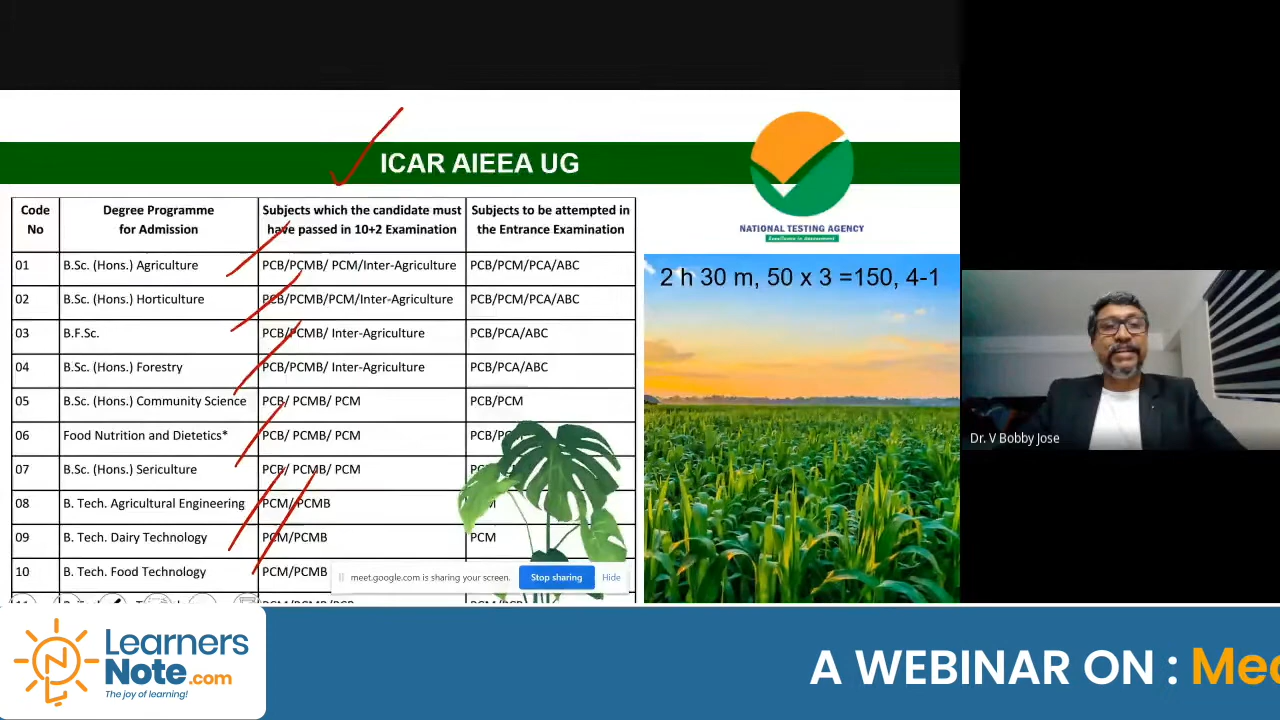 ICAR AIEEA UG
NATIONAL TESTING AGENCY
Excellence in Assessment
Code No
Degree Programme for Admission
Subjects which the candidate must have passed in 10+2 Examination
Subjects to be attempted in the Entrance Examination
01 B.Sc. (Hons.) Agriculture PCB/PCMB/ PCM/Inter-Agriculture PCB/PCM/PCA/ABC
02 B.Sc. (Hons.) Horticulture PCB/PCMB/PCM/Inter-Agriculture PCB/PCM/PCA/ABC
03 B.F.Sc. PCB/PCMB/ Inter-Agriculture PCB/PCA/ABC
04 B.Sc. (Hons.) Forestry PCB/PCMB/ Inter-Agriculture PCB/PCA/ABC
05 B.Sc. (Hons.) Community Science PCB/ PCMB/ PCM PCB/PCM
06 Food Nutrition and Dietetics* PCB/ PCMB/ PCM
07 B.Sc. (Hons.) Sericulture PCB/ PCMB/ PCM
08 B. Tech. Agricultural Engineering PCM/ PCMB
09 B. Tech. Dairy Technology PCM/PCMB PCM
10 B. Tech. Food Technology PCM/PCMB
2 h 30 m, 50 x 3 =150, 4-1
Dr. V Bobby Jose
meet.google.com is sharing your screen. Stop sharing Hide
Learners
Note.com
The joy of learning!
A WEBINAR ON :